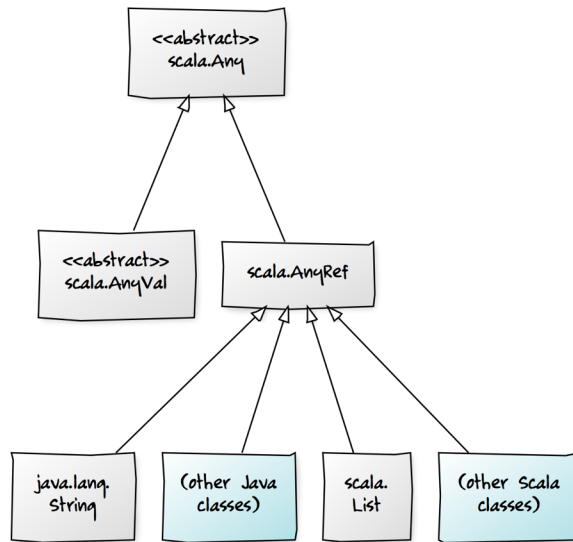 <<abstract>>
scala.Any
<<abstract>>
scala.AnyVal
scala.AnyRef
java.lang.
String
(other Java
classes)
scala.
List
(other Scala
classes)